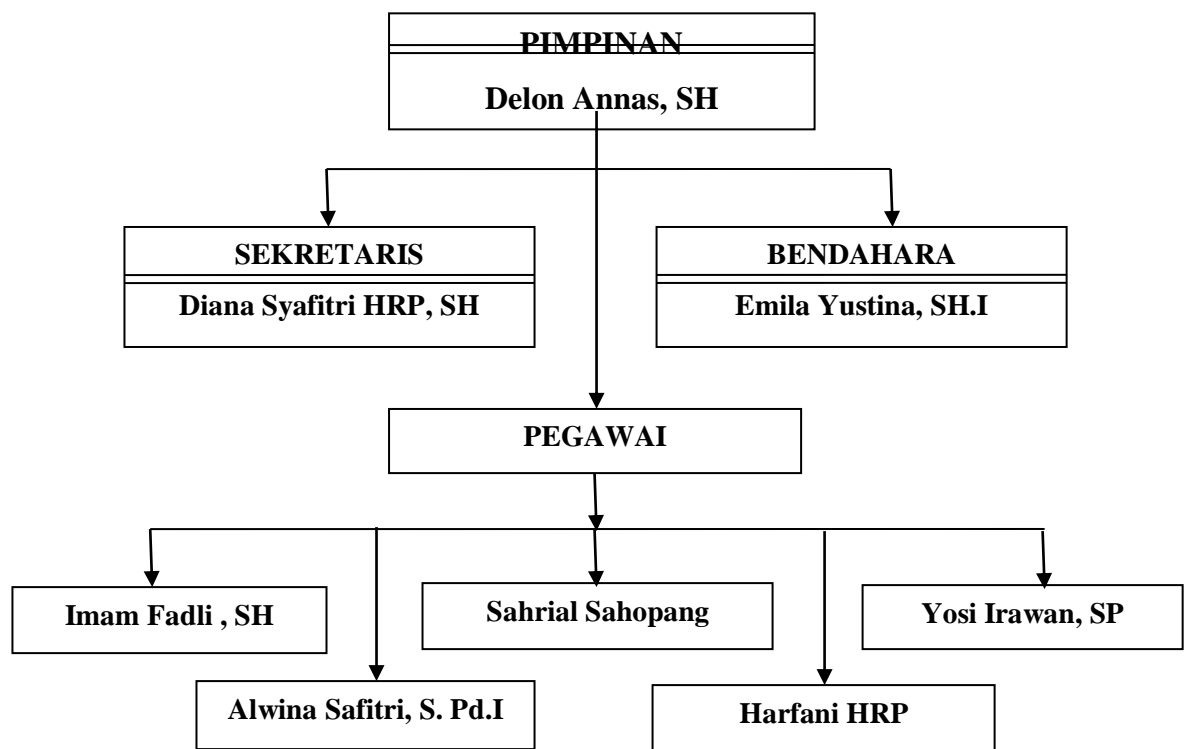 PIMPINAN
Delon Annas, SH
SEKRETARIS
Diana Syafitri HRP, SH
BENDAHARA
Emila Yustina, SH.I
PEGAWAI
Imam Fadli , SH
Sahrial Sahopang
Yosi Irawan, SP
Alwina Safitri, S. Pd.I
Harfani HRP